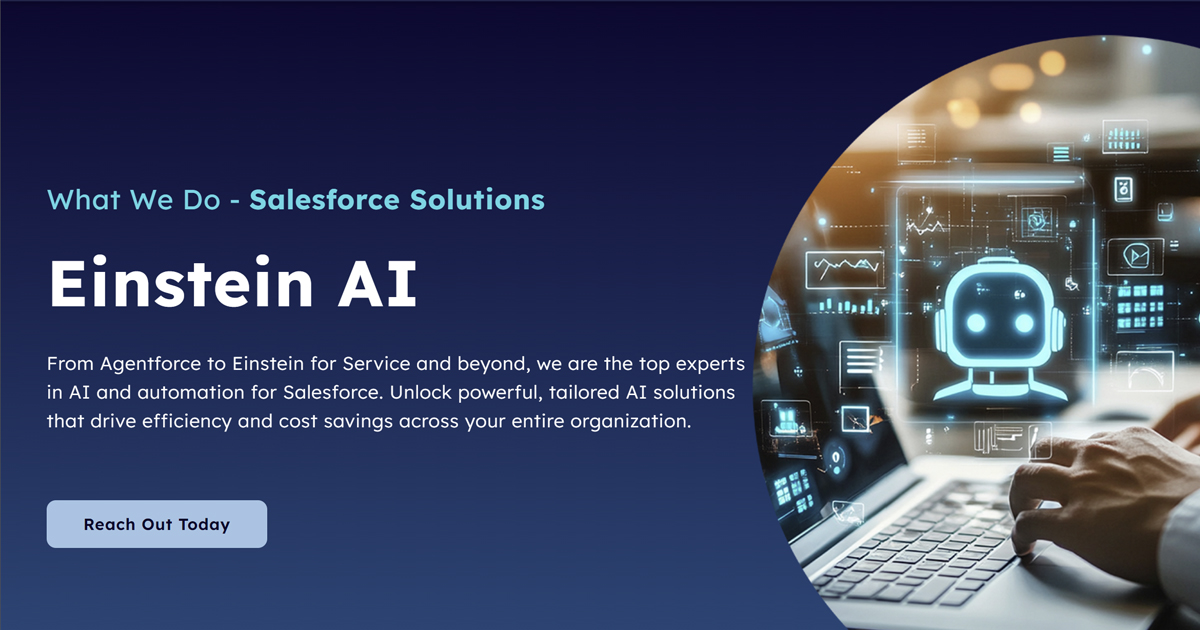 What We Do - Salesforce Solutions
Einstein AI
From Agentforce to Einstein for Service and beyond, we are the top experts
in AI and automation for Salesforce. Unlock powerful, tailored AI solutions
that drive efficiency and cost savings across your entire organization.
Reach Out Today